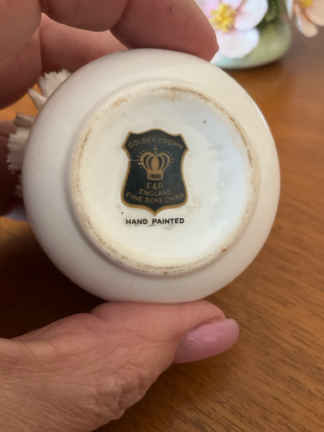 GOLDEN CROWN
E&R
ENGLAND
FINE BONE CHINA
HAND PAINTED